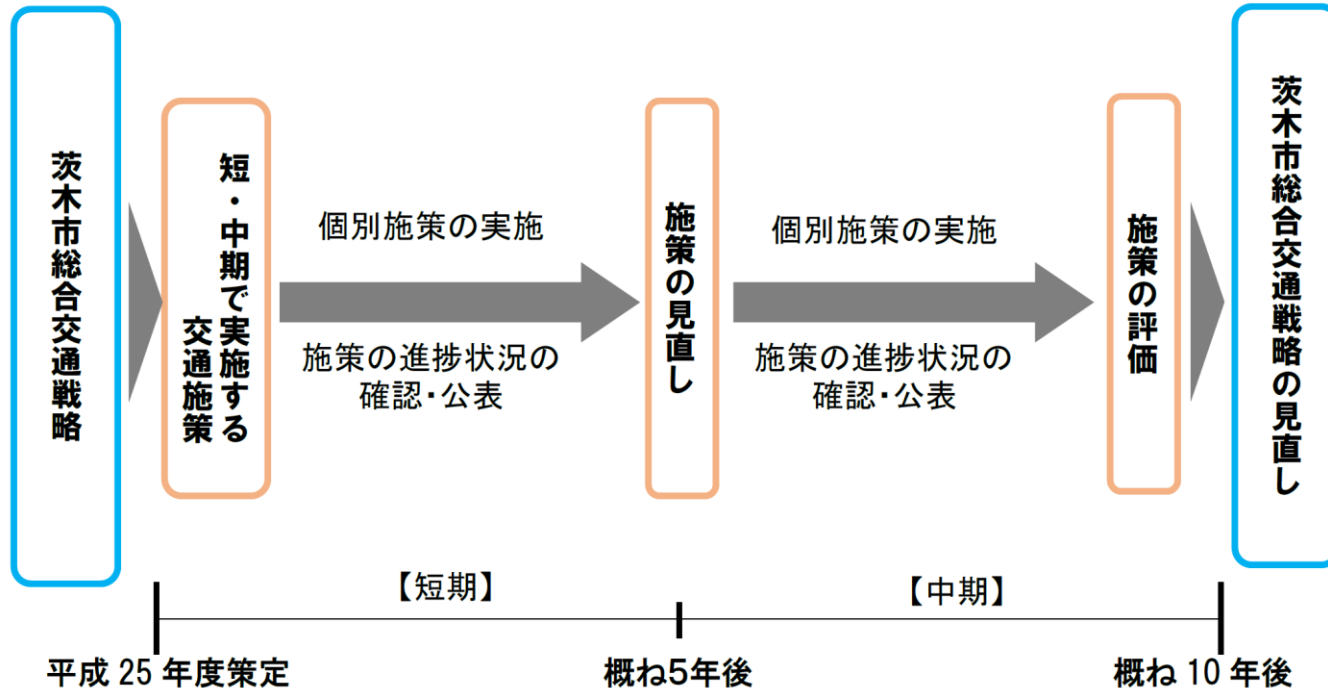 茨木市総合交通戦略
短・中期で実施する
交通施策
個別施策の実施
施策の進捗状況の
確認・公表
施策の見直し
個別施策の実施
施策の進捗状況の
確認・公表
施策の評価
茨木市総合交通戦略の見直し
【短期】
【中期】
平成 25 年度策定
概ね5年後
概ね 10 年後